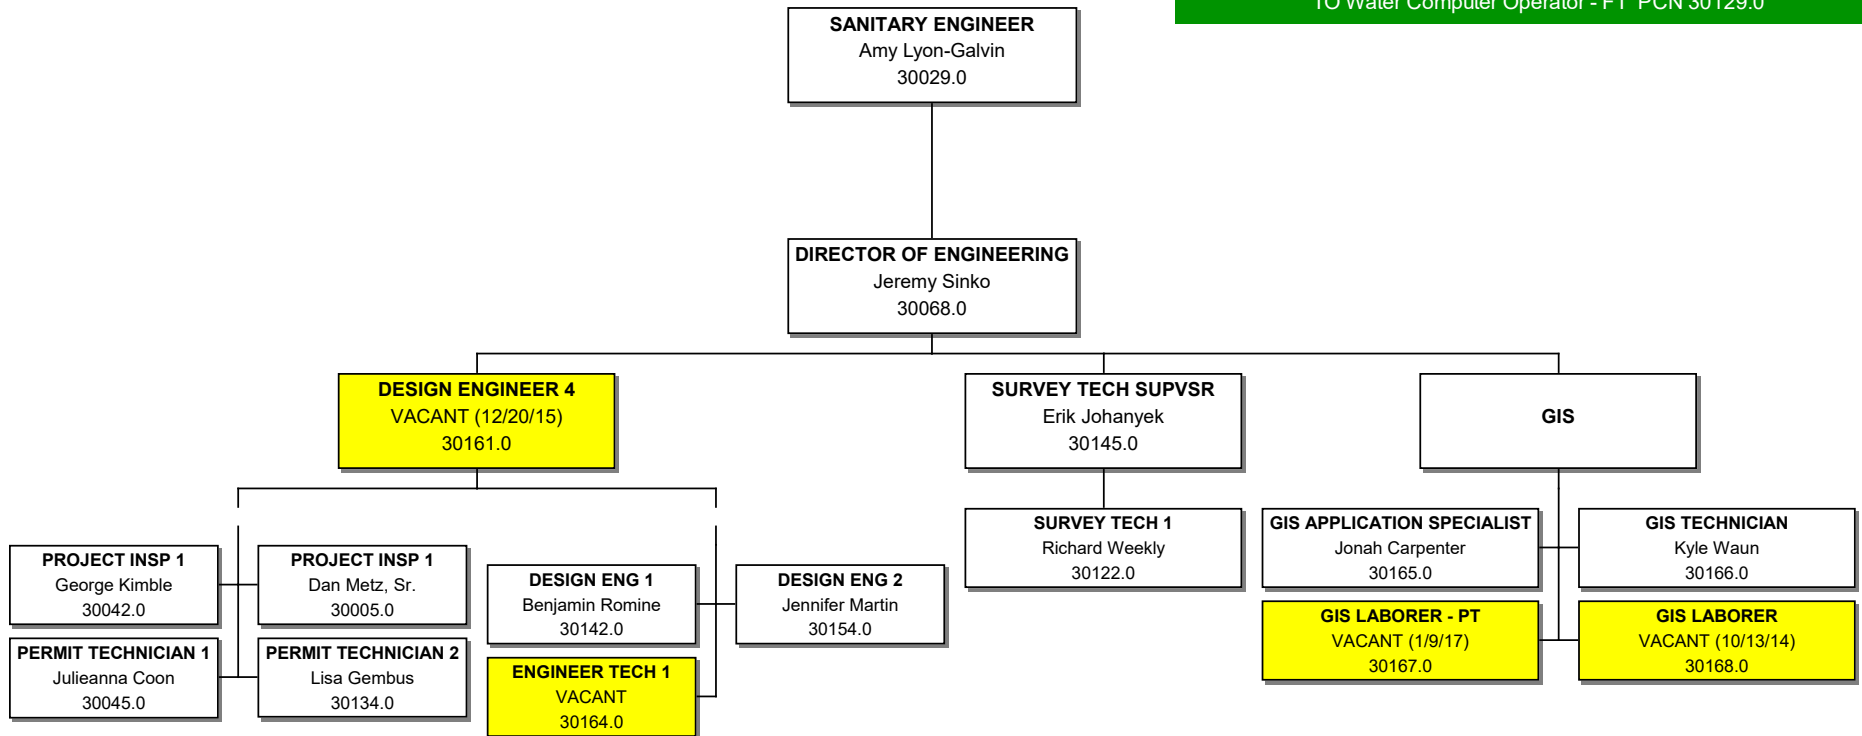 TO Water Computer Operator - FT PCN 30129.0
SANITARY ENGINEER
Amy Lyon-Galvin
30029.0
DIRECTOR OF ENGINEERING
Jeremy Sinko
30068.0
DESIGN ENGINEER 4
VACANT (12/20/15)
30161.0
SURVEY TECH SUPVSR
Erik Johanyek
30145.0
GIS
PROJECT INSP 1
George Kimble
30042.0
PROJECT INSP 1
Dan Metz, Sr.
30005.0
PERMIT TECHNICIAN 1
Julieanna Coon
30045.0
PERMIT TECHNICIAN 2
Lisa Gembus
30134.0
DESIGN ENG 1
Benjamin Romine
30142.0
DESIGN ENG 2
Jennifer Martin
30154.0
ENGINEER TECH 1
VACANT
30164.0
SURVEY TECH 1
Richard Weekly
30122.0
GIS APPLICATION SPECIALIST
Jonah Carpenter
30165.0
GIS TECHNICIAN
Kyle Waun
30166.0
GIS LABORER - PT
VACANT (1/9/17)
30167.0
GIS LABORER
VACANT (10/13/14)
30168.0